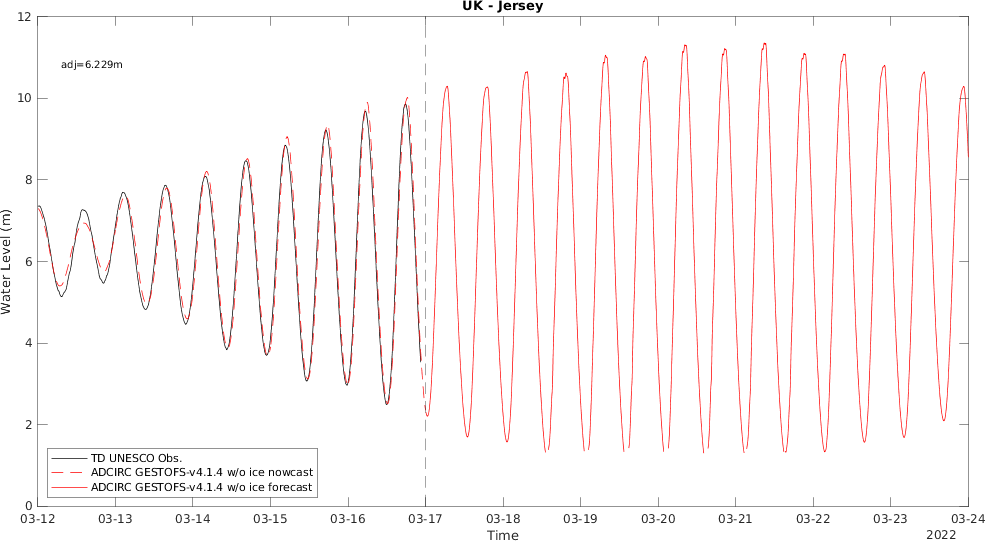 UK - Jersey
adj=6.229m
12
10
8
6
4
2
0
Water Level (m)
TD UNESCO Obs.
ADCIRC GESTOFS-v4.1.4 w/o ice nowcast
ADCIRC GESTOFS-v4.1.4 w/o ice forecast
03-12 03-13 03-14 03-15 03-16 03-17 03-18 03-19 03-20 03-21 03-22 03-23 03-24
Time
2022